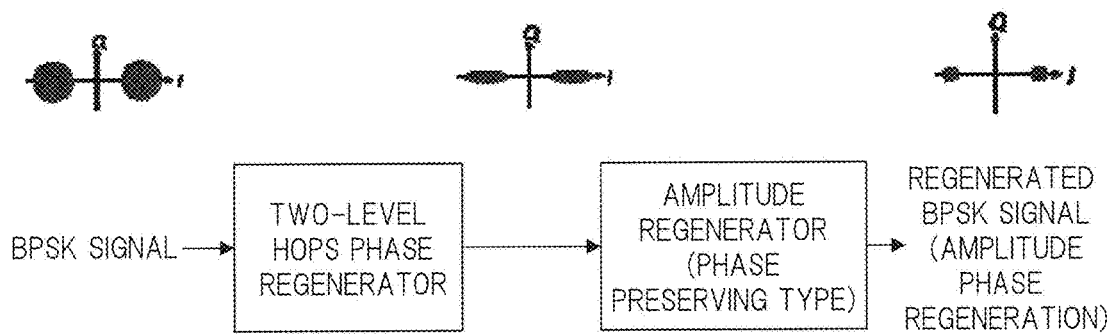 Q
I
Q
I
Q
I
BPSK SIGNAL
TWO-LEVEL
HOPS PHASE
REGENERATOR
AMPLITUDE
REGENERATOR
(PHASE
PRESERVING TYPE)
REGENERATED
BPSK SIGNAL
(AMPLITUDE
PHASE
REGENERATION)